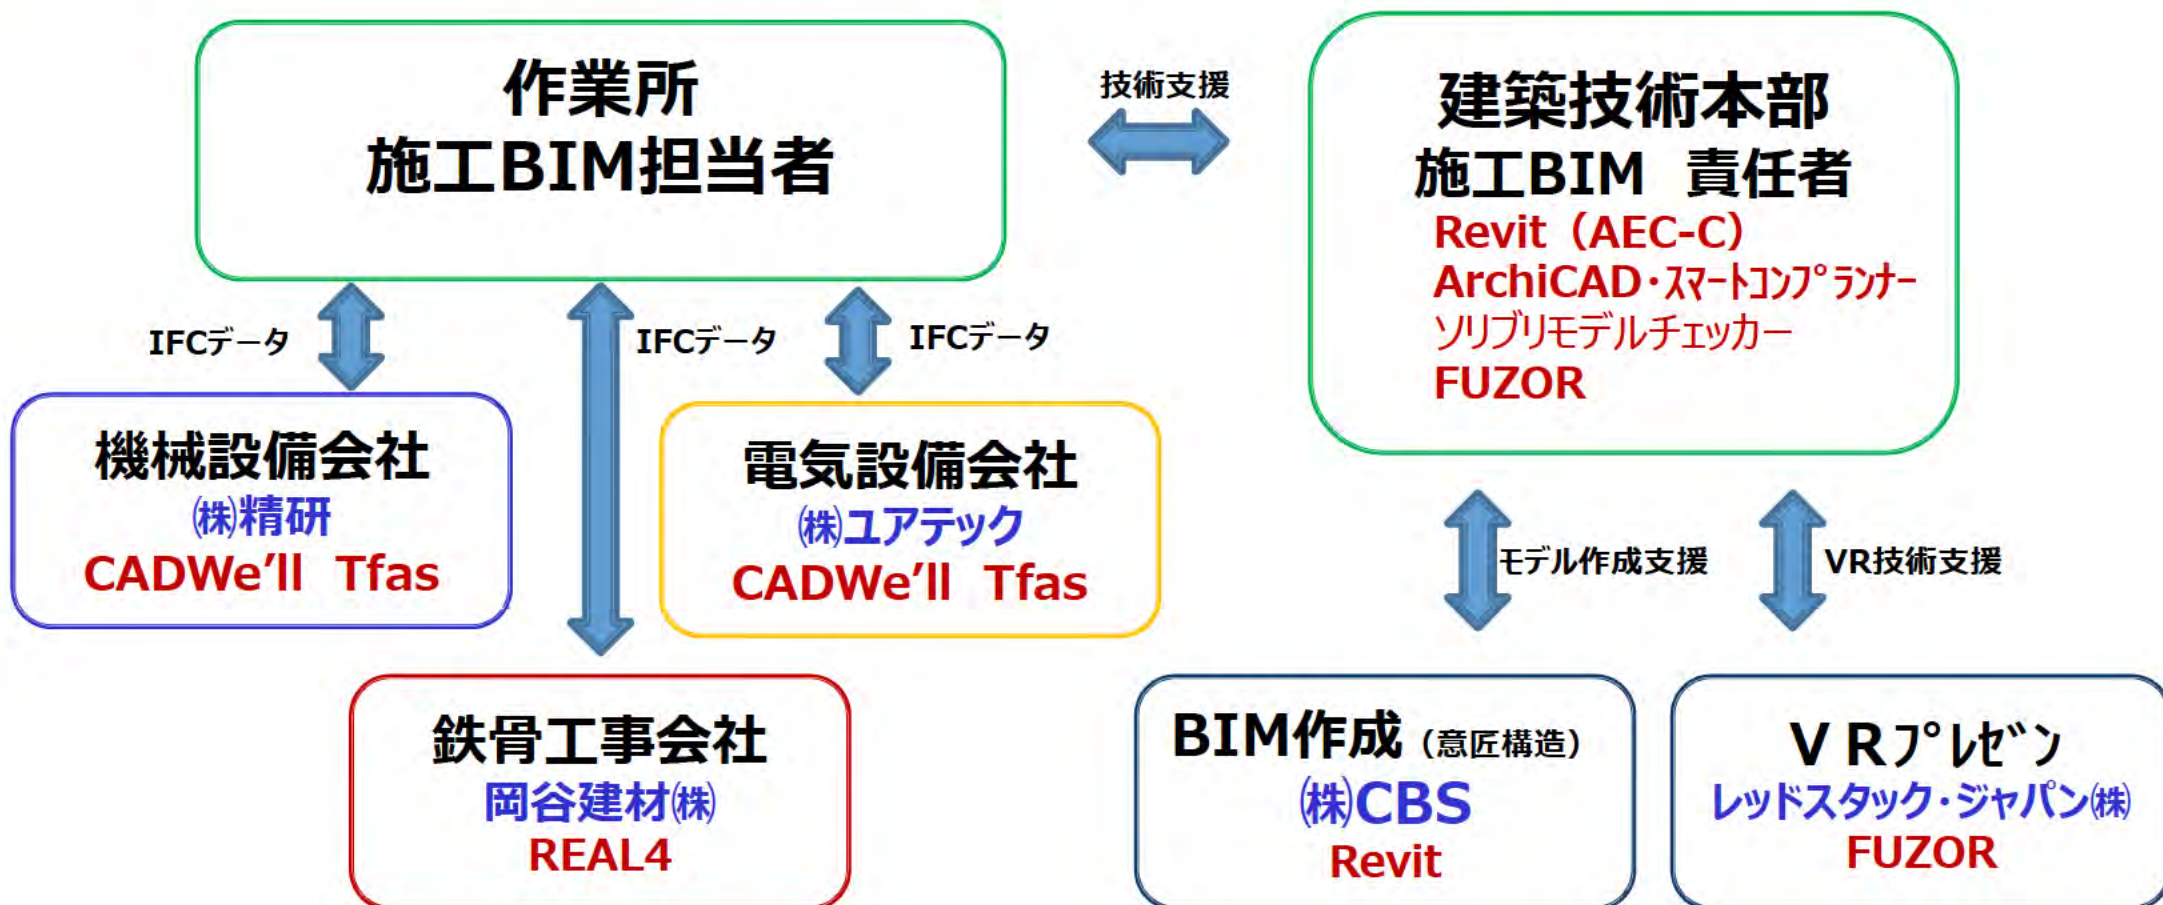 作業所
施工BIM担当者
技術支援
建築技術本部
施工BIM 責任者
Revit（AEC-C）
ArchiCAD・ｽﾏｰﾄｺﾝﾌﾟﾗﾝﾅｰ
ソリブリモデルチェッカー
FUZOR
IFCデータ
IFCデータ
IFCデータ
機械設備会社
㈱精研
CADWe’ll Tfas
電気設備会社
㈱ユアテック
CADWe’ll Tfas
モデル作成支援
VR技術支援
鉄骨工事会社
岡谷建材㈱
REAL4
BIM作成（意匠構造）
㈱CBS
Revit
ＶＲﾌﾟﾚｾﾞﾝ
レッドスタック・ジャパン㈱
FUZOR